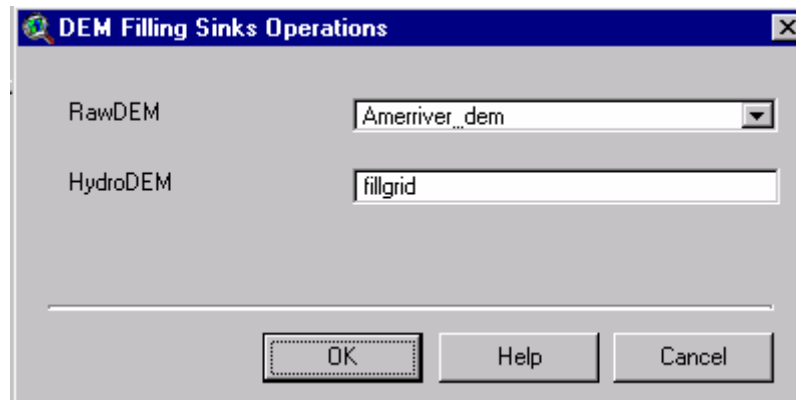 DEM Filling Sinks Operations
RawDEM Amerriver_dem
HydroDEM fillgrid
OK Help Cancel